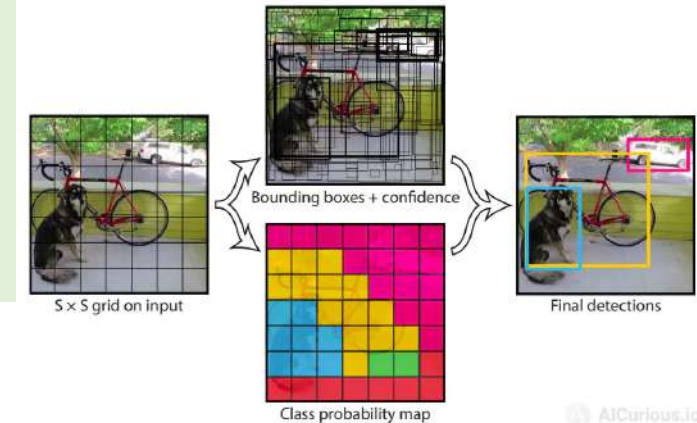 Bounding boxes + confidence
S × S grid on input
Final detections
Class probability map
AICurious.io